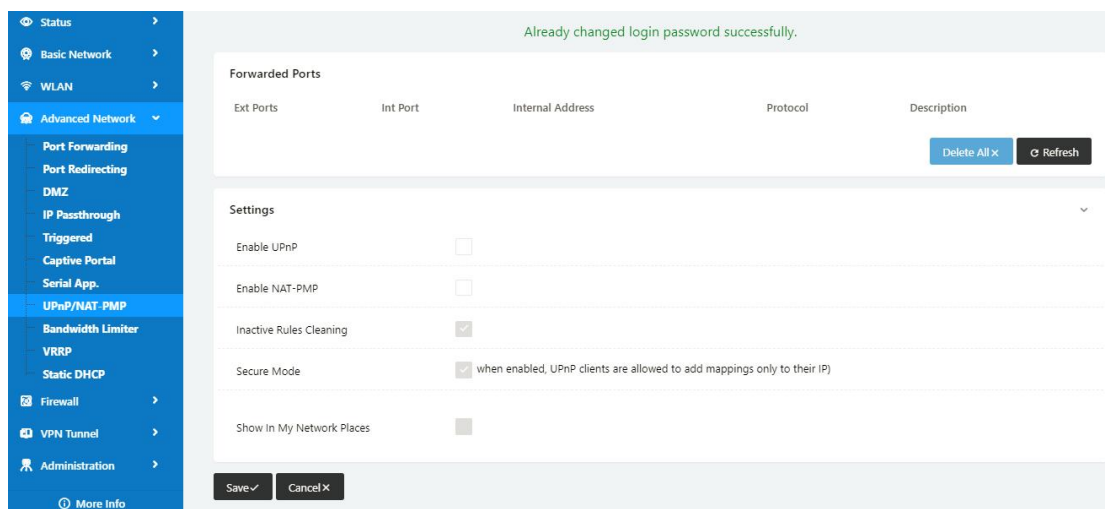 Status
Basic Network
WLAN
Advanced Network
Port Forwarding
Port Redirecting
DMZ
IP Passthrough
Triggered
Captive Portal
Serial App.
UPnP/NAT-PMP
Bandwidth Limiter
VRRP
Static DHCP
Firewall
VPN Tunnel
Administration
More Info
Already changed login password successfully.
Forwarded Ports
Ext Ports Int Port Internal Address Protocol Description
Delete All × Refresh
Settings
Enable UPnP
Enable NAT-PMP
Inactive Rules Cleaning
Secure Mode when enabled, UPnP clients are allowed to add mappings only to their IP)
Show In My Network Places
Save ✓ Cancel ×